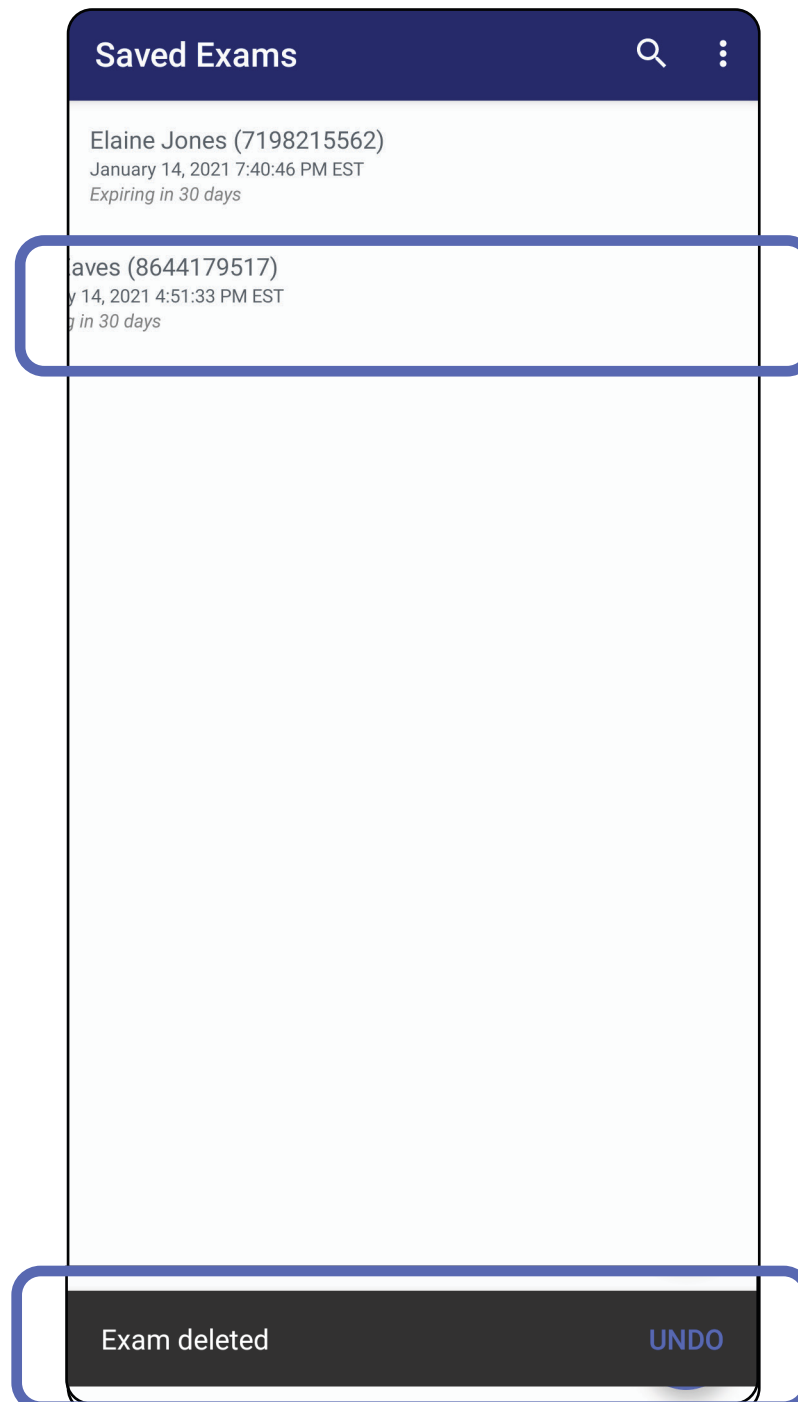 Saved Exams
Elaine Jones (7198215562)
January 14, 2021 7:40:46 PM EST
Expiring in 30 days
aves (8644179517)
14, 2021 4:51:33 PM EST
in 30 days
Exam deleted
UNDO